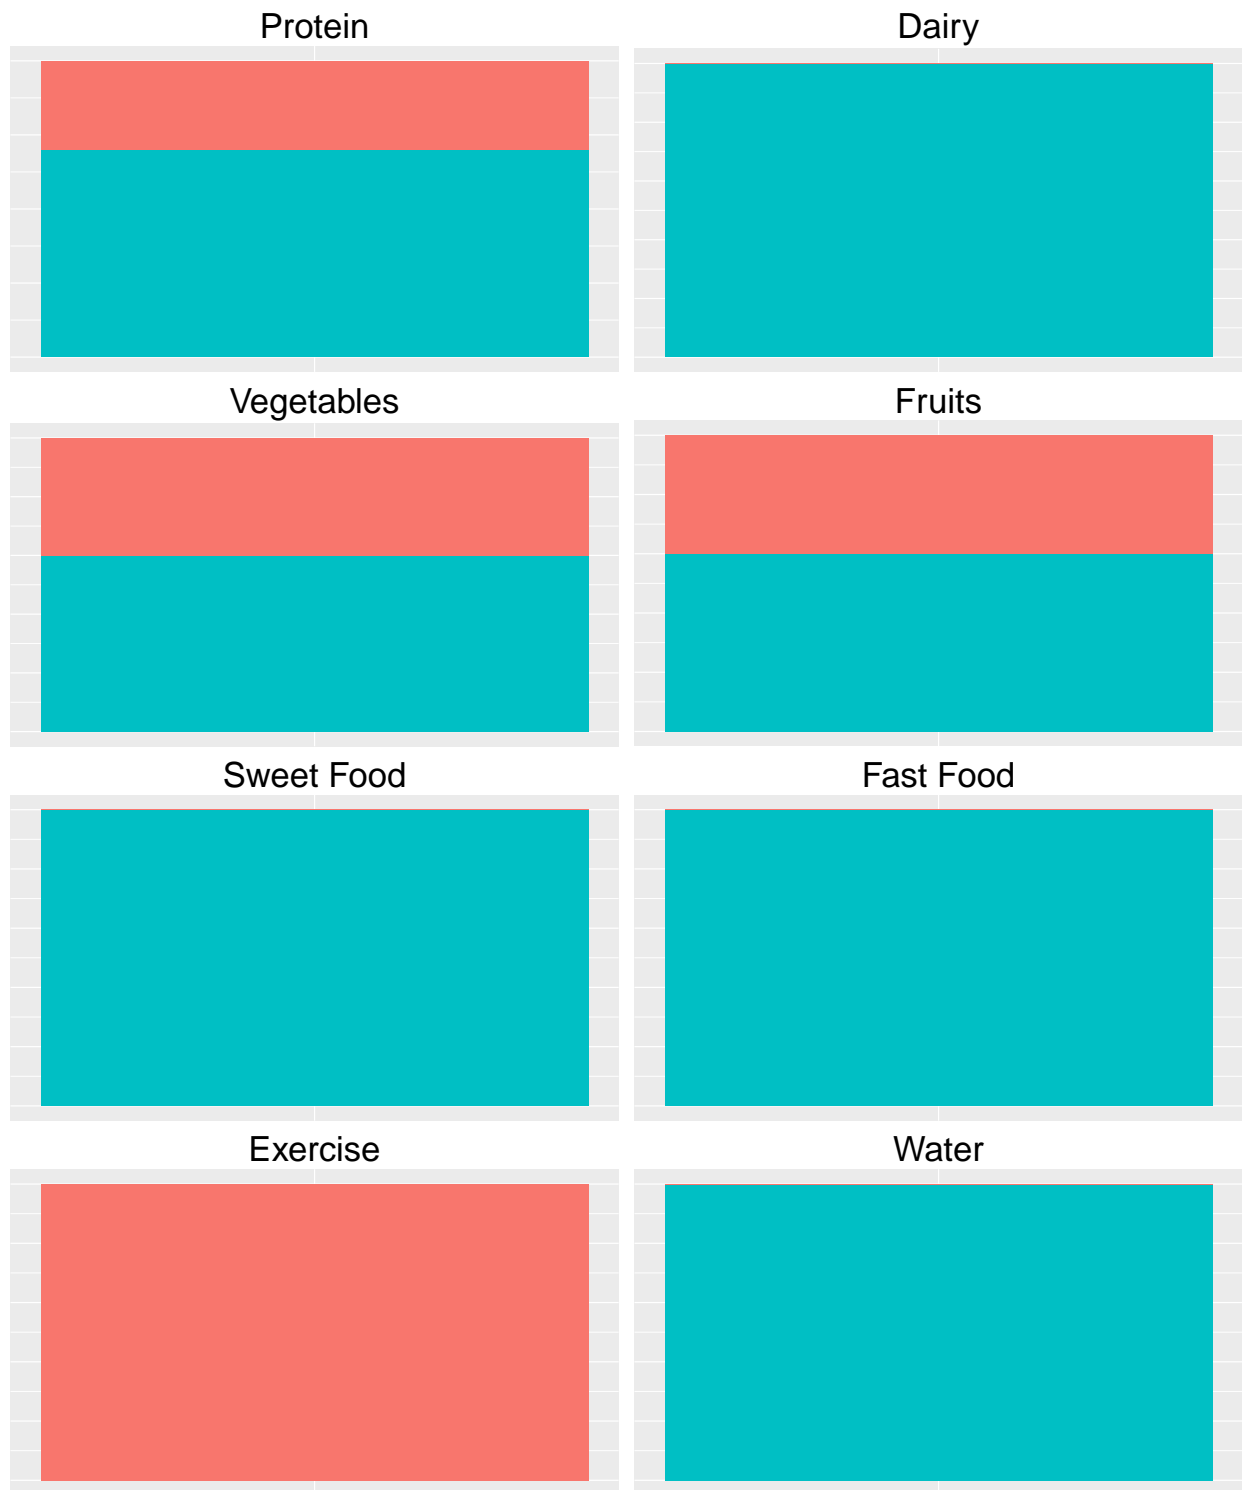 Protein
Dairy
Vegetables
Fruits
Sweet Food
Fast Food
Exercise
Water